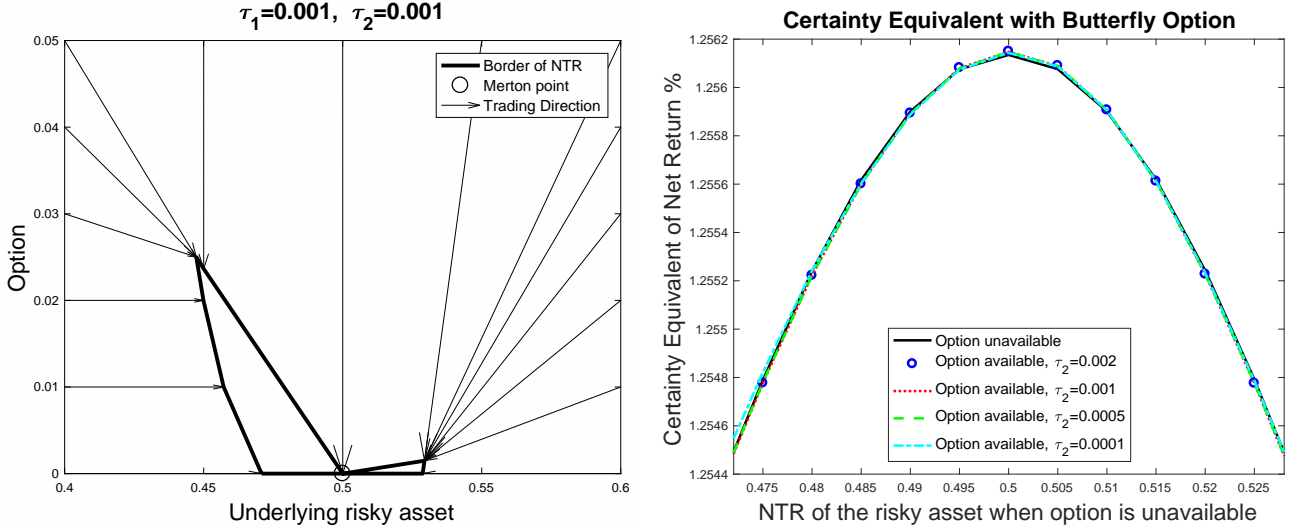 τ1=0.001, τ2=0.001
Option
0.05
0.04
0.03
0.02
0.01
0
Border of NTR
Merton point
Trading Direction
0.4
0.45
0.5
0.55
0.6
Underlying risky asset
Certainty Equivalent with Butterfly Option
Certainty Equivalent of Net Return %
1.2562
1.256
1.2558
1.2556
1.2554
1.2552
1.255
1.2548
1.2546
1.2544
Option unavailable
Option available, τ2=0.002
Option available, τ2=0.001
Option available, τ2=0.0005
Option available, τ2=0.0001
0.475
0.48
0.485
0.49
0.495
0.5
0.505
0.51
0.515
0.52
0.528
NTR of the risky asset when option is unavailable